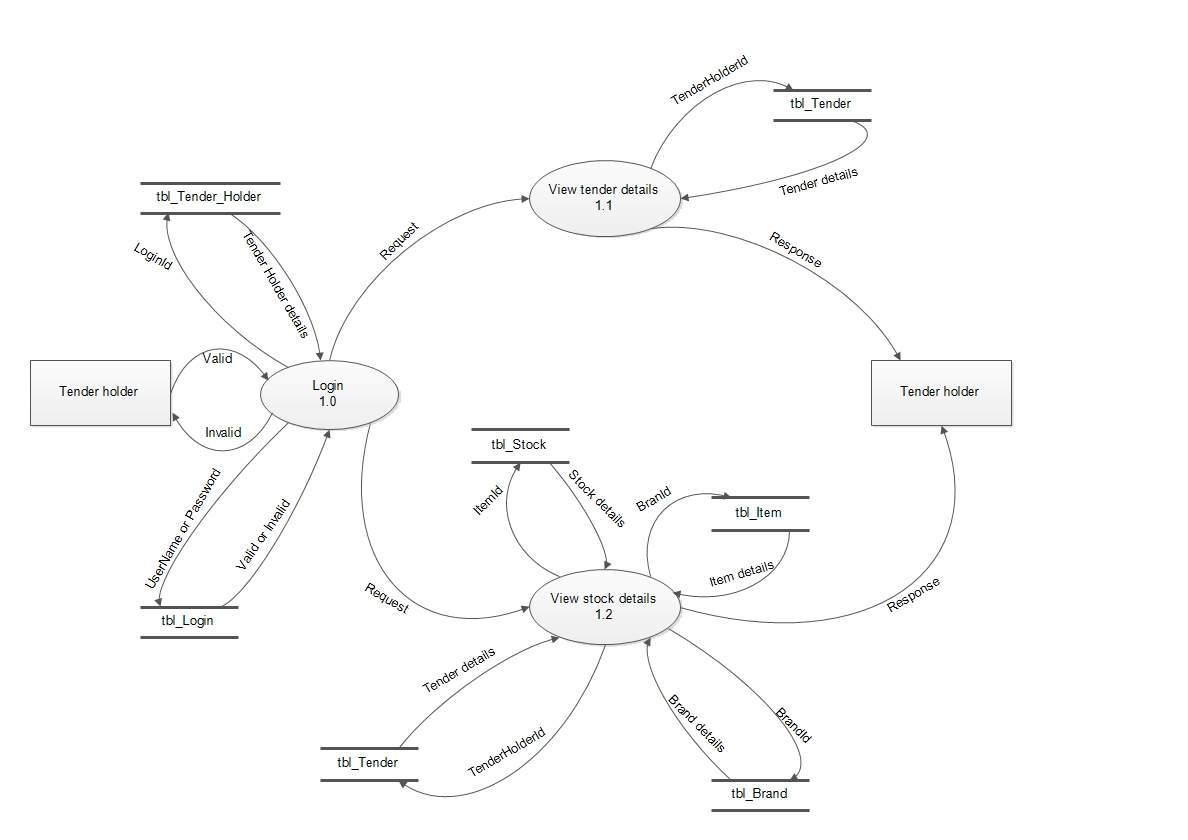 TenderHolderId
tbl_Tender
Tender details
View tender details
1.1
tbl_Tender_Holder
LoginId
Tender Holder details
Request
Response
Tender holder
Valid
Invalid
Login
1.0
Tender holder
UserName or Password
Valid or Invalid
tbl_Login
Request
tbl_Stock
ItemId
Stock details
BranId
tbl_Item
Item details
View stock details
1.2
Response
Tender details
TenderHolderId
tbl_Tender
Brand details
BrandId
tbl_Brand